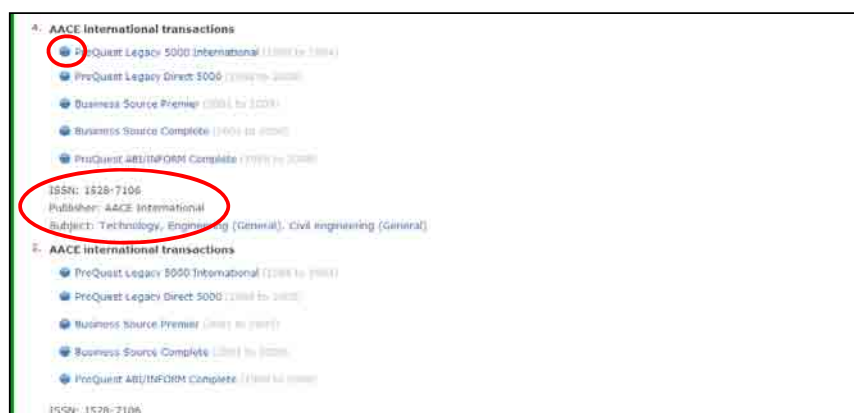 4. AACE international transactions
ProQuest Legacy 5000 International
ProQuest Legacy Direct 5000
Business Source Premier
Business Source Complete
ProQuest ABI/INFORM Complete
ISSN: 1528-7106
Publisher: AACE International
Subject: Technology, Engineering (General), Civil engineering (General)
AACE international transactions
ProQuest Legacy 5000 International
ProQuest Legacy Direct 5000
Business Source Premier
Business Source Complete
ProQuest ABI/INFORM Complete
ISSN: 1528-7106